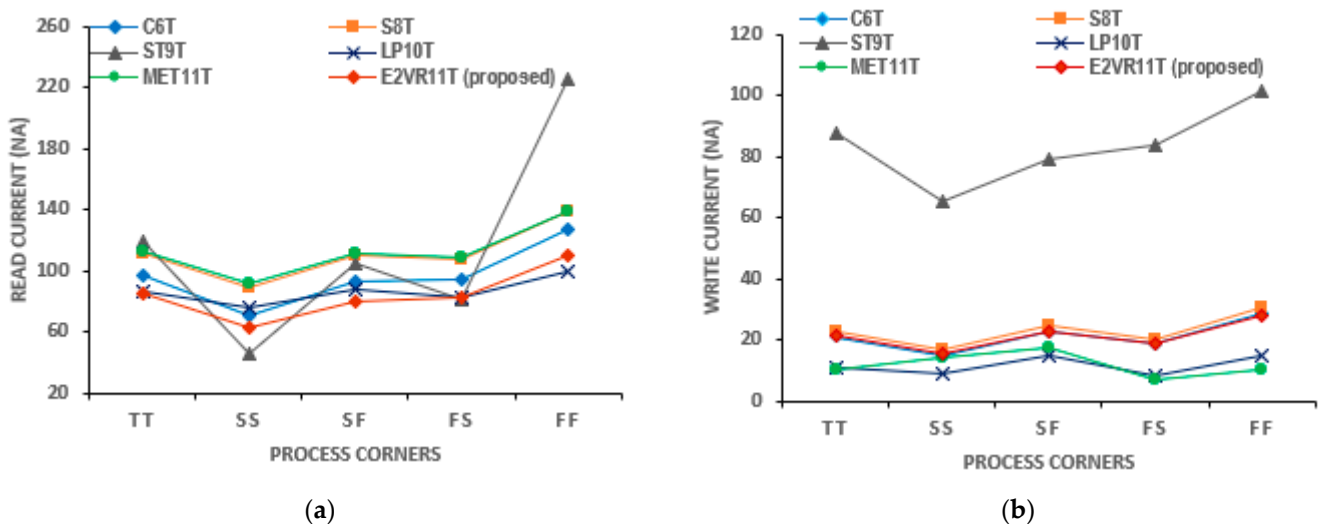 260
220
180
140
100
60
20
READ CURRENT (NA)
C6T S8T
ST9T LP10T
MET11T E2VR11T (proposed)
TT SS SF FS FF
PROCESS CORNERS
(a)
120
100
80
60
40
20
0
WRITE CURRENT (NA)
C6T S8T
ST9T LP10T
MET11T E2VR11T (proposed)
TT SS SF FS FF
PROCESS CORNERS
(b)